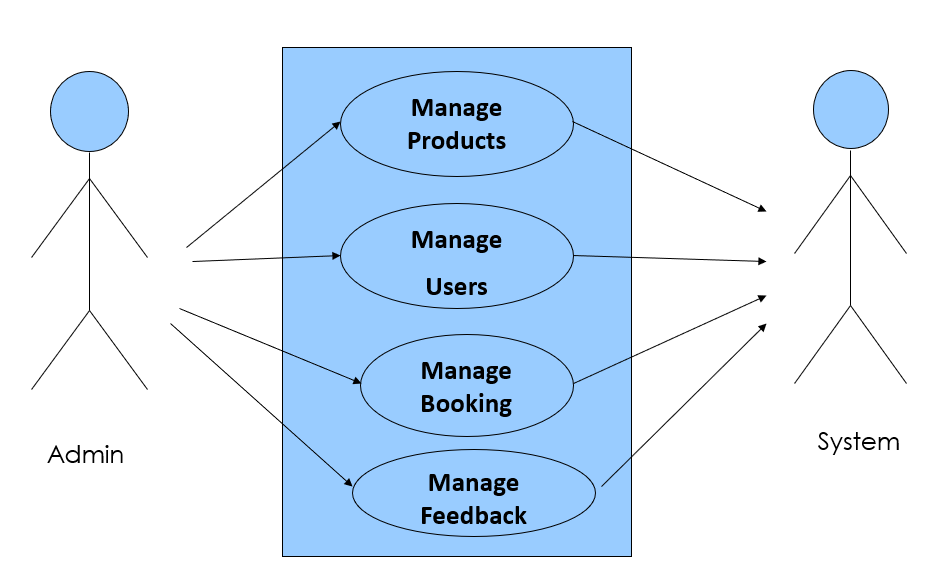 Manage
Products
Manage
Users
Manage
Booking
Manage
Feedback
Admin
System